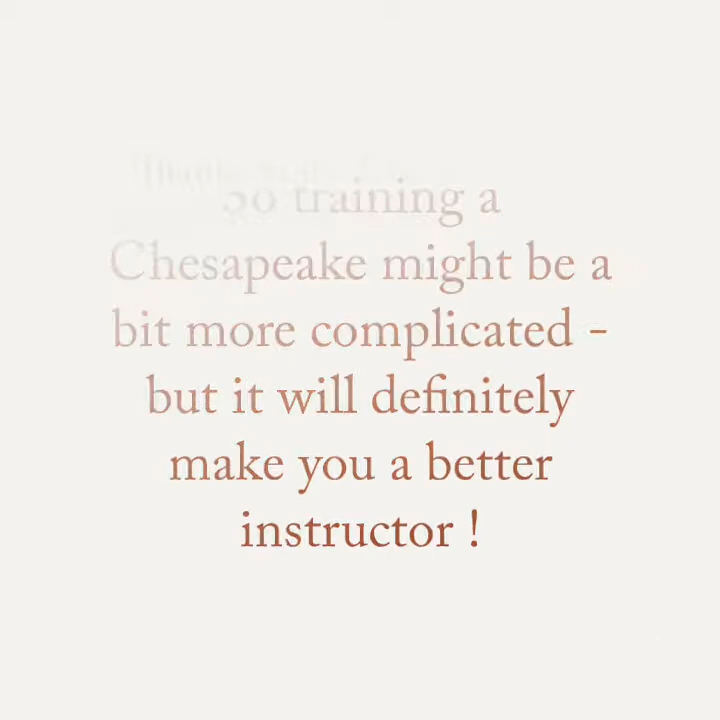 So training a
Chesapeake might be a
bit more complicated -
but it will definitely
make you a better
instructor !